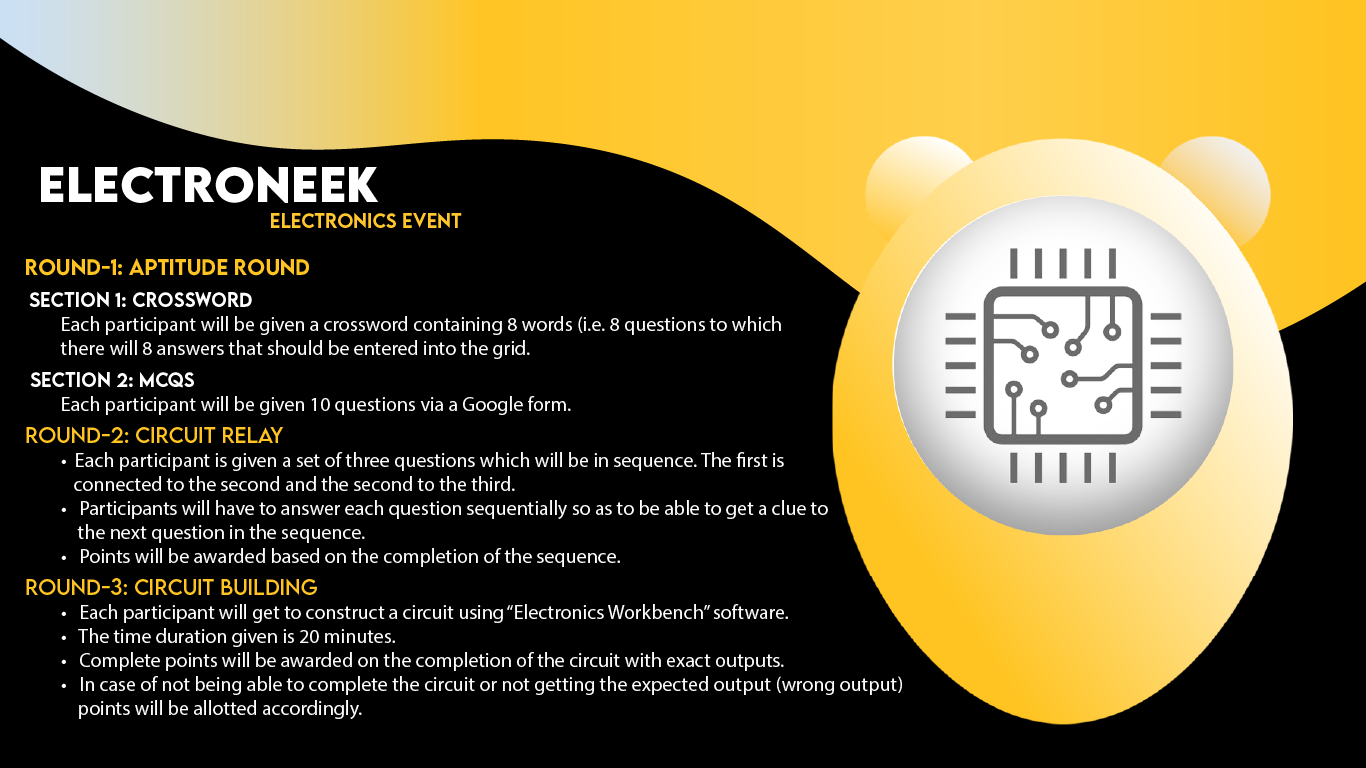 ELECTRONEEK
ELECTRONICS EVENT
ROUND-1: APTITUDE ROUND
SECTION 1: CROSSWORD
Each participant will be given a crossword containing 8 words (i.e. 8 questions to which
there will 8 answers that should be entered into the grid.
SECTION 2: MCQS
Each participant will be given 10 questions via a Google form.
ROUND-2: CIRCUIT RELAY
• Each participant is given a set of three questions which will be in sequence. The first is
connected to the second and the second to the third.
• Participants will have to answer each question sequentially so as to be able to get a clue to
the next question in the sequence.
• Points will be awarded based on the completion of the sequence.
ROUND-3: CIRCUIT BUILDING
• Each participant will get to construct a circuit using “Electronics Workbench” software.
• The time duration given is 20 minutes.
• Complete points will be awarded on the completion of the circuit with exact outputs.
• In case of not being able to complete the circuit or not getting the expected output (wrong output)
points will be allotted accordingly.